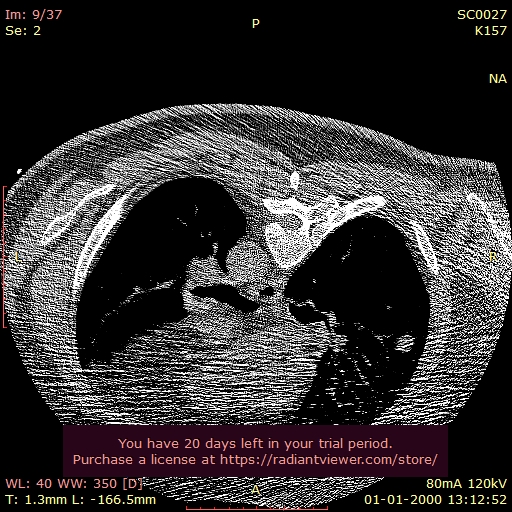 Im: 9/37
Se: 2
P
SC0027
K157
NA
L
R
You have 20 days left in your trial period.
Purchase a license at https://radiantviewer.com/store/
WL: 40 WW: 350 [D]
T: 1.3mm L: -166.5mm
A
80mA 120kV
01-01-2000 13:12:52